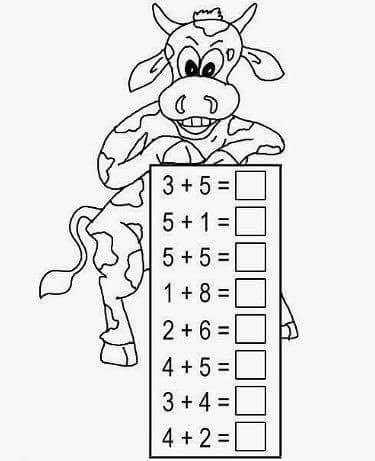 3 + 5 =
5 + 1 =
5 + 5 =
1 + 8 =
2 + 6 =
4 + 5 =
3 + 4 =
4 + 2 =